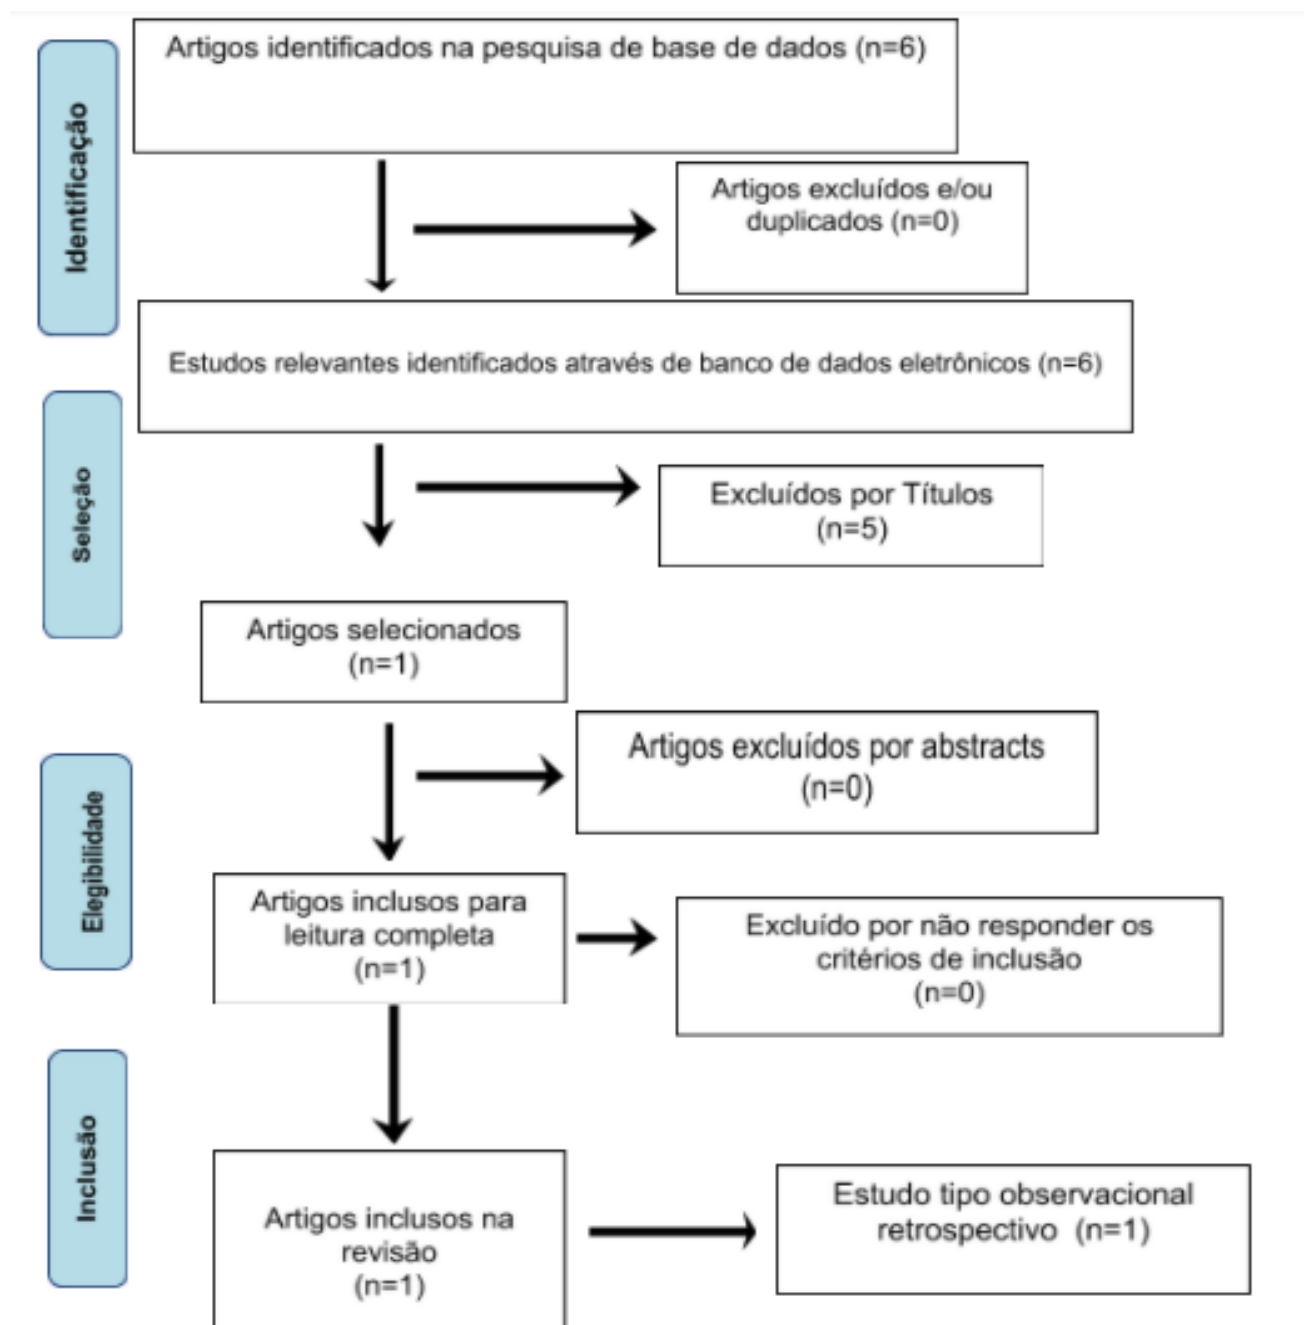 Identificação
Artigos identificados na pesquisa de base de dados (n=6)
Artigos excluídos e/ou
duplicados (n=0)
Estudos relevantes identificados através de banco de dados eletrônicos (n=6)
Seleção
Excluídos por Títulos
(n=5)
Artigos selecionados
(n=1)
Artigos excluídos por abstracts
(n=0)
Elegibilidade
Artigos inclusos para
leitura completa
(n=1)
Excluído por não responder os
critérios de inclusão
(n=0)
Inclusão
Artigos inclusos na
revisão
(n=1)
Estudo tipo observacional
retrospectivo (n=1)